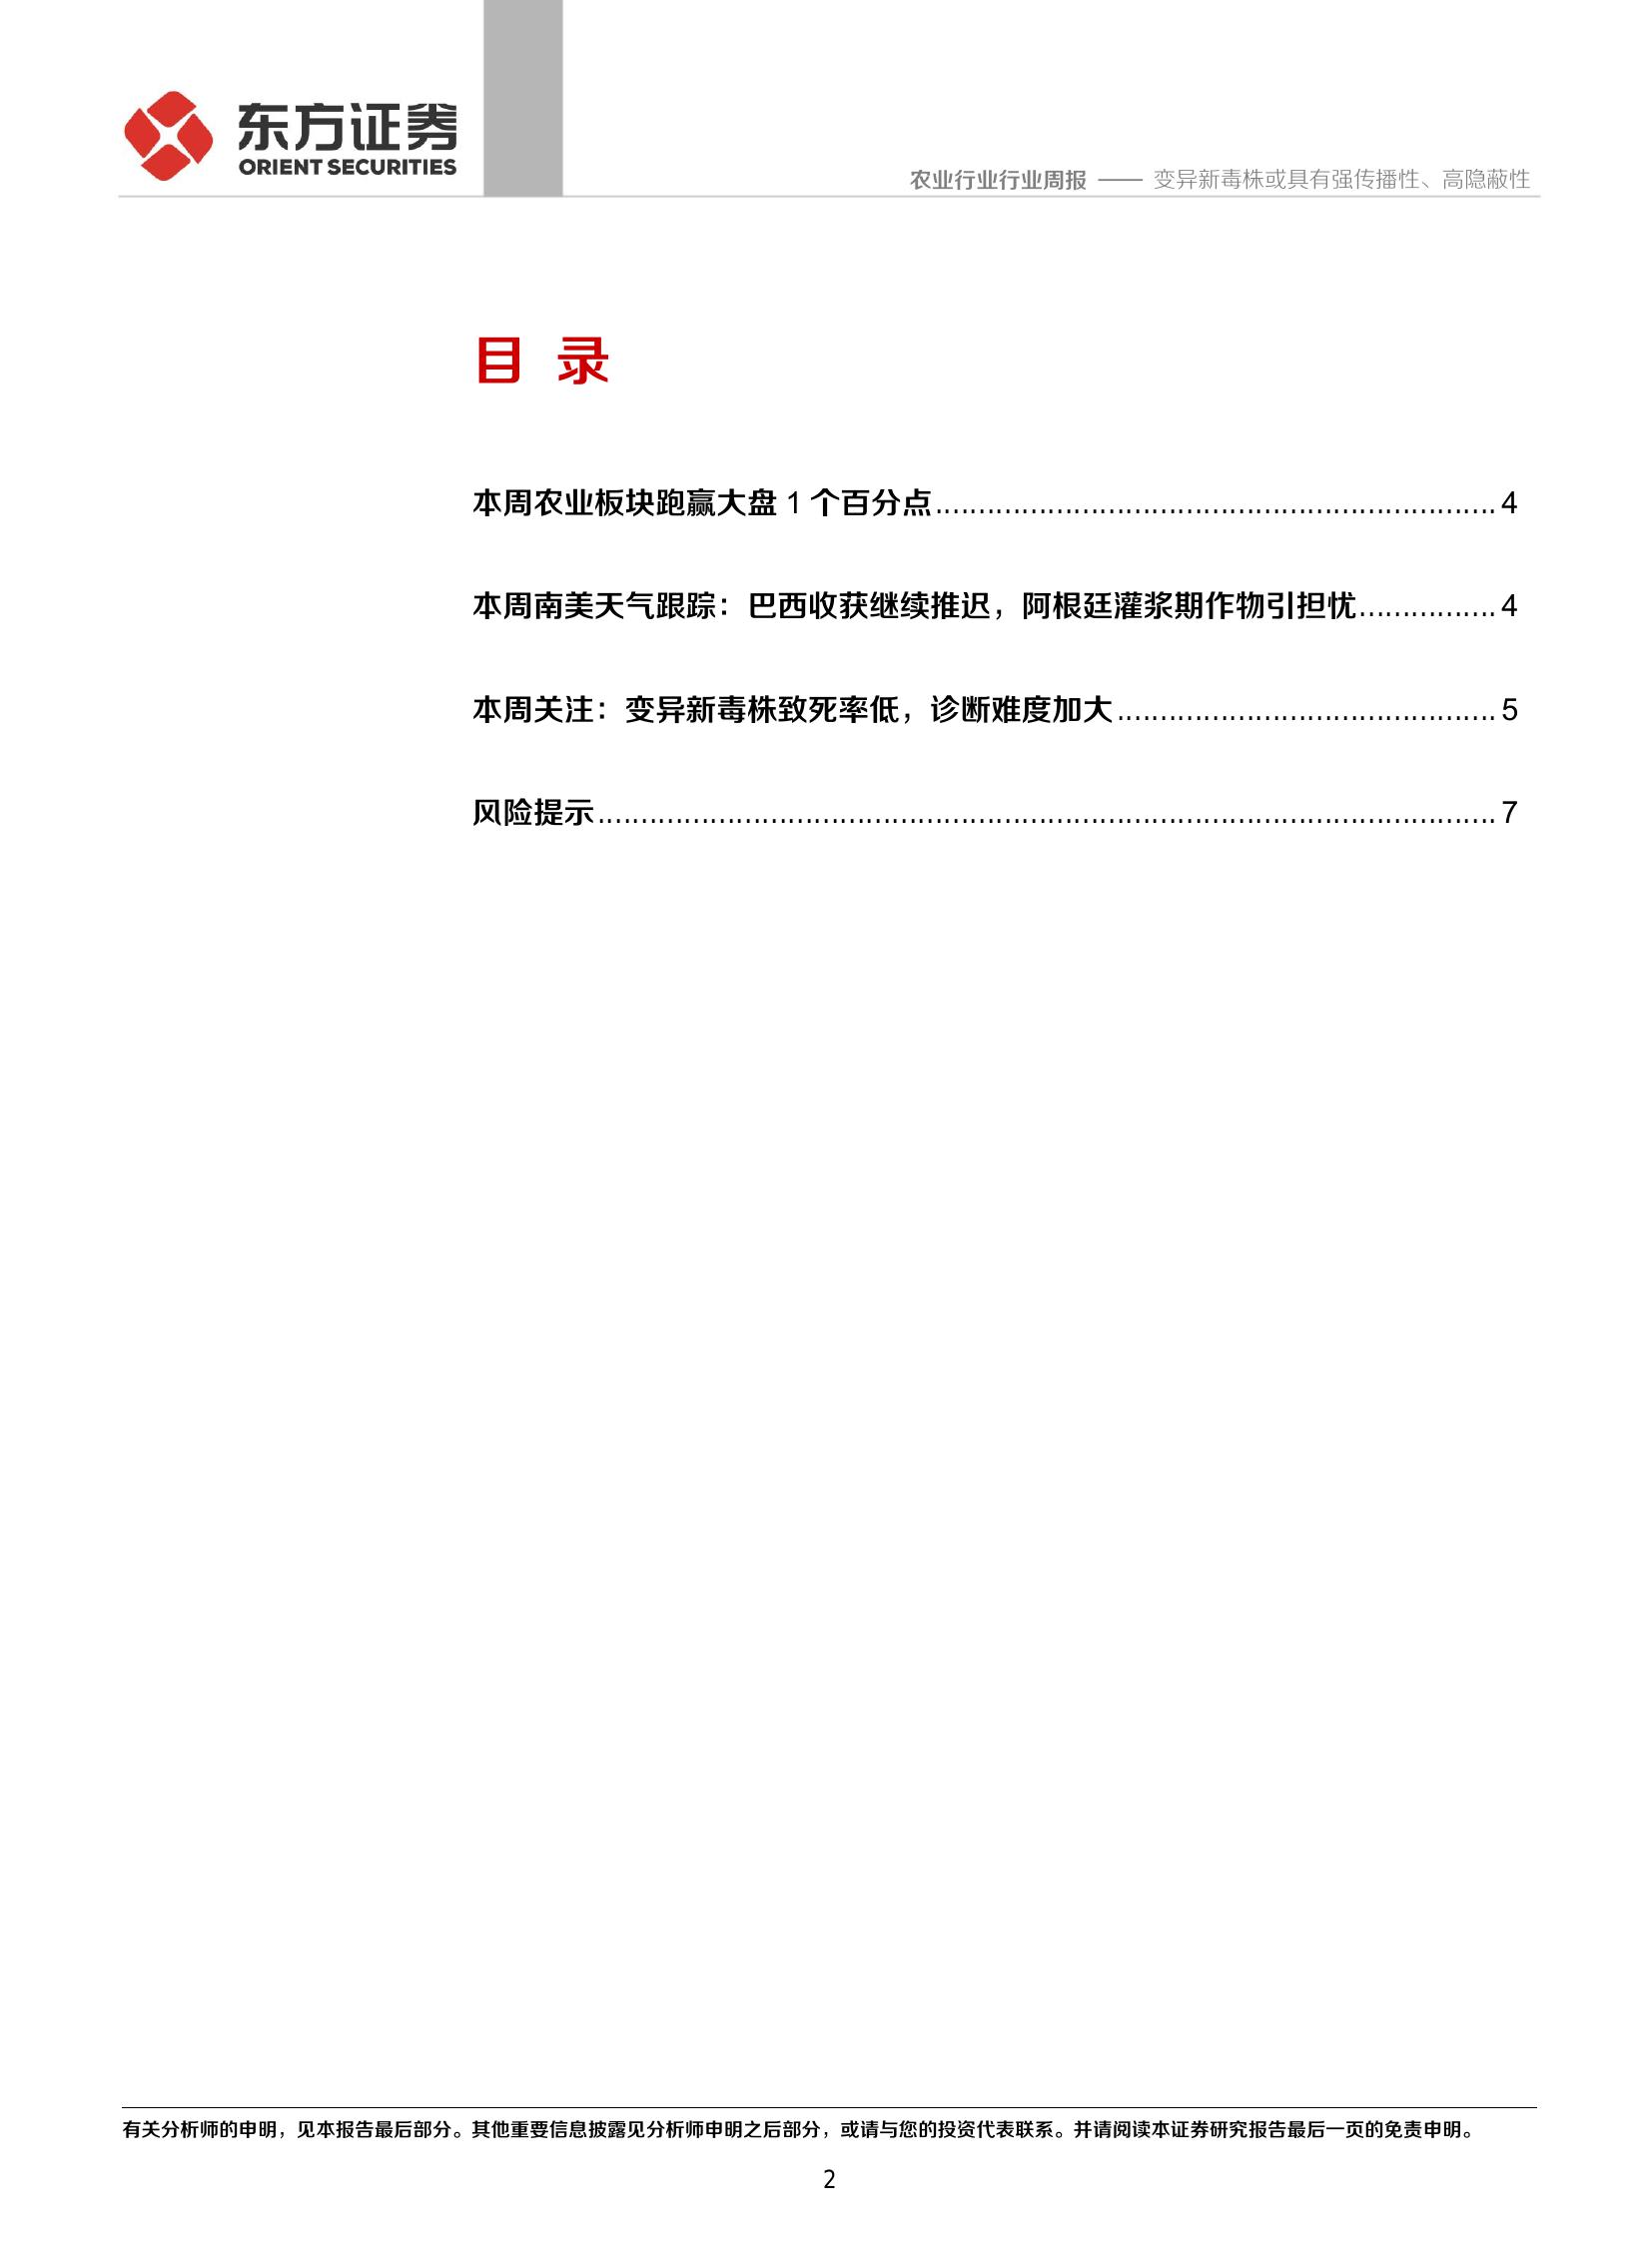 东方证券
ORIENT SECURITIES
农业行业行业周报 —— 变异新毒株或具有强传播性、高隐蔽性
目 录
本周农业板块跑赢大盘 1 个百分点................................................................ 4
本周南美天气跟踪：巴西收获继续推迟，阿根廷灌浆期作物引担忧................ 4
本周关注：变异新毒株致死率低，诊断难度加大............................................ 5
风险提示........................................................................................................ 7
有关分析师的申明，见本报告最后部分。其他重要信息披露见分析师申明之后部分，或请与您的投资代表联系。并请阅读本证券研究报告最后一页的免责申明。
2